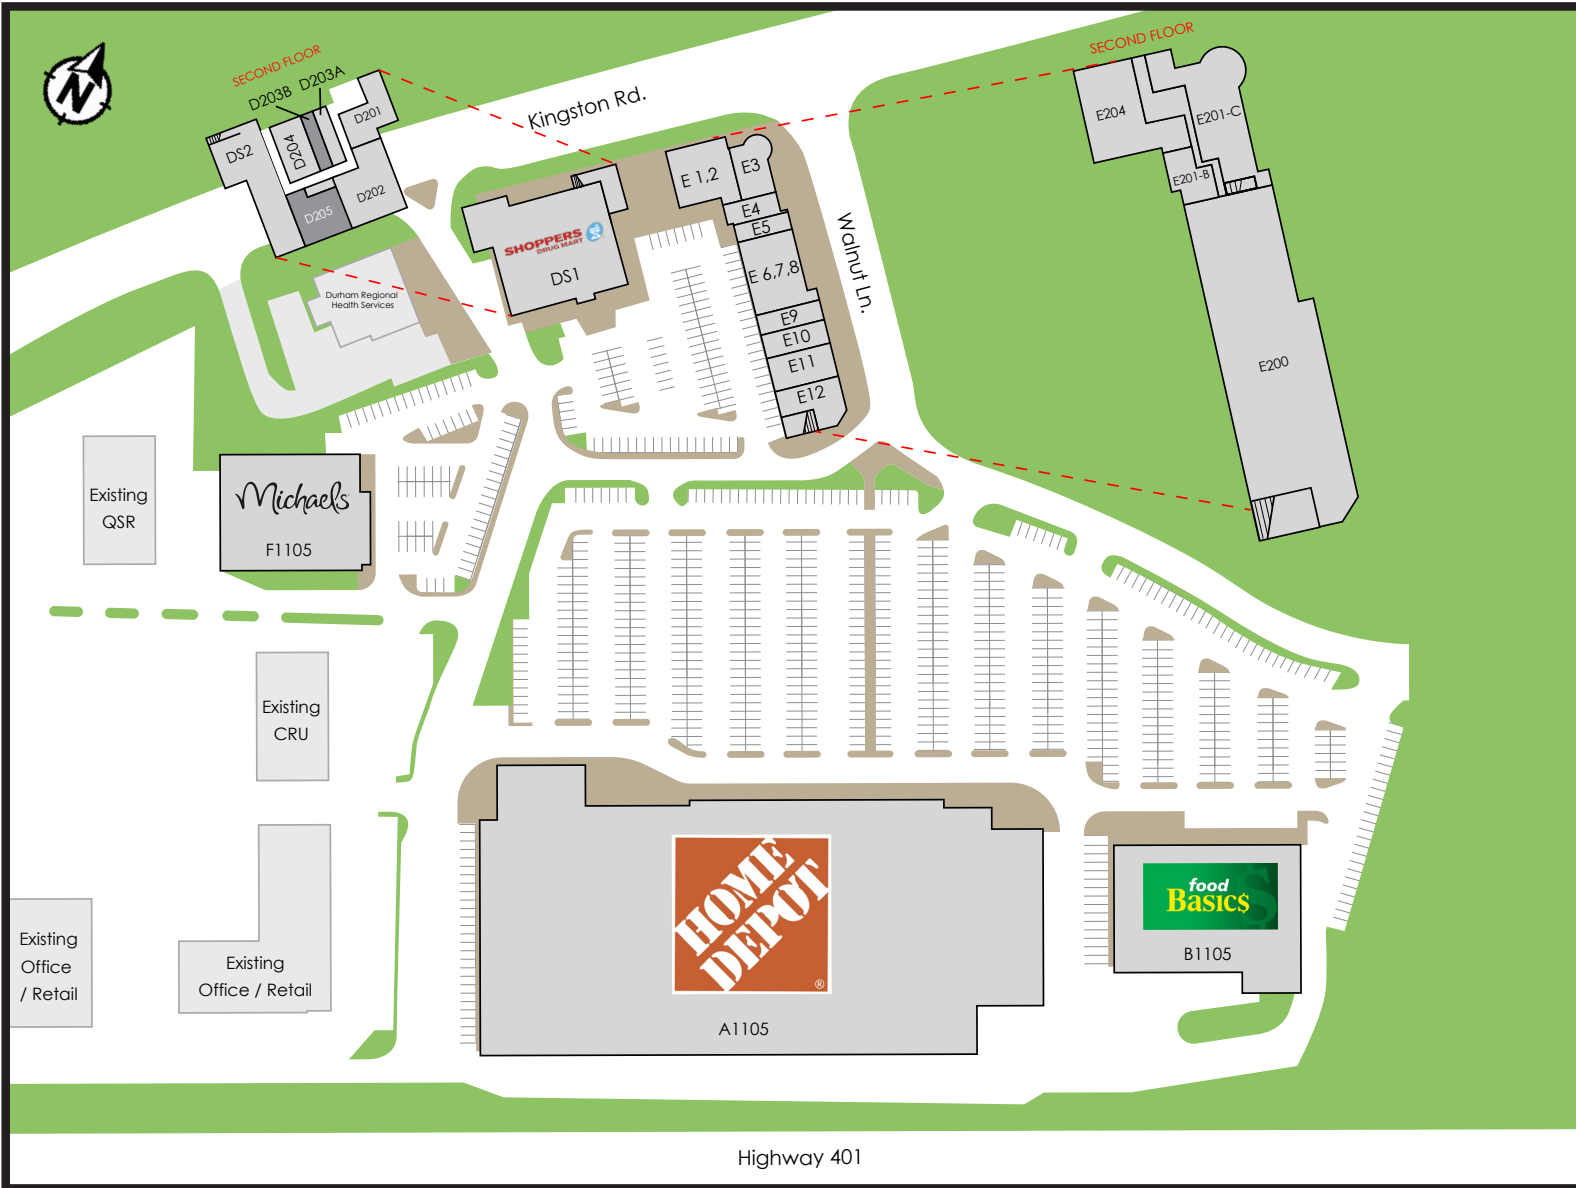 N
SECOND FLOOR
D203B
D203A
D201
D204
DS2
D202
D205
Kingston Rd.
SECOND FLOOR
E204
E201-C
E201-B
E200
E 1,2
E3
E4
E5
E 6,7,8
E9
E10
E11
E12
Walnut Ln.
SHOPPERS
DRUG MART
DS1
Durham Regional
Health Services
Existing
QSR
Michaels
F1105
Existing
CRU
Existing
Office
/ Retail
Existing
Office / Retail
HOME
DEPOT
®
A1105
food
Basic$
B1105
Highway 401